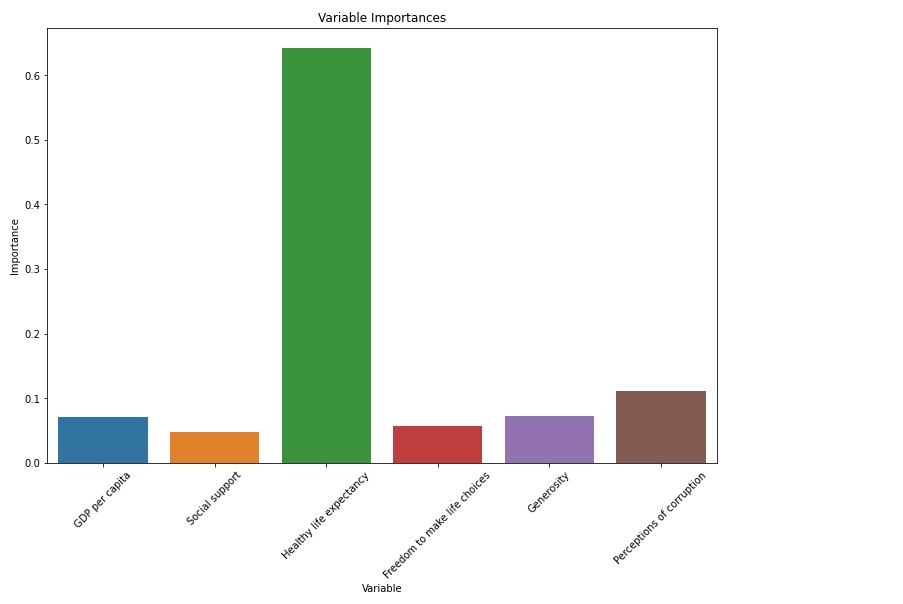 Variable Importances
Importance
0.6
0.5
0.4
0.3
0.2
0.1
0.0
GDP per capita
Social support
Healthy life expectancy
Freedom to make life choices
Generosity
Perceptions of corruption
Variable